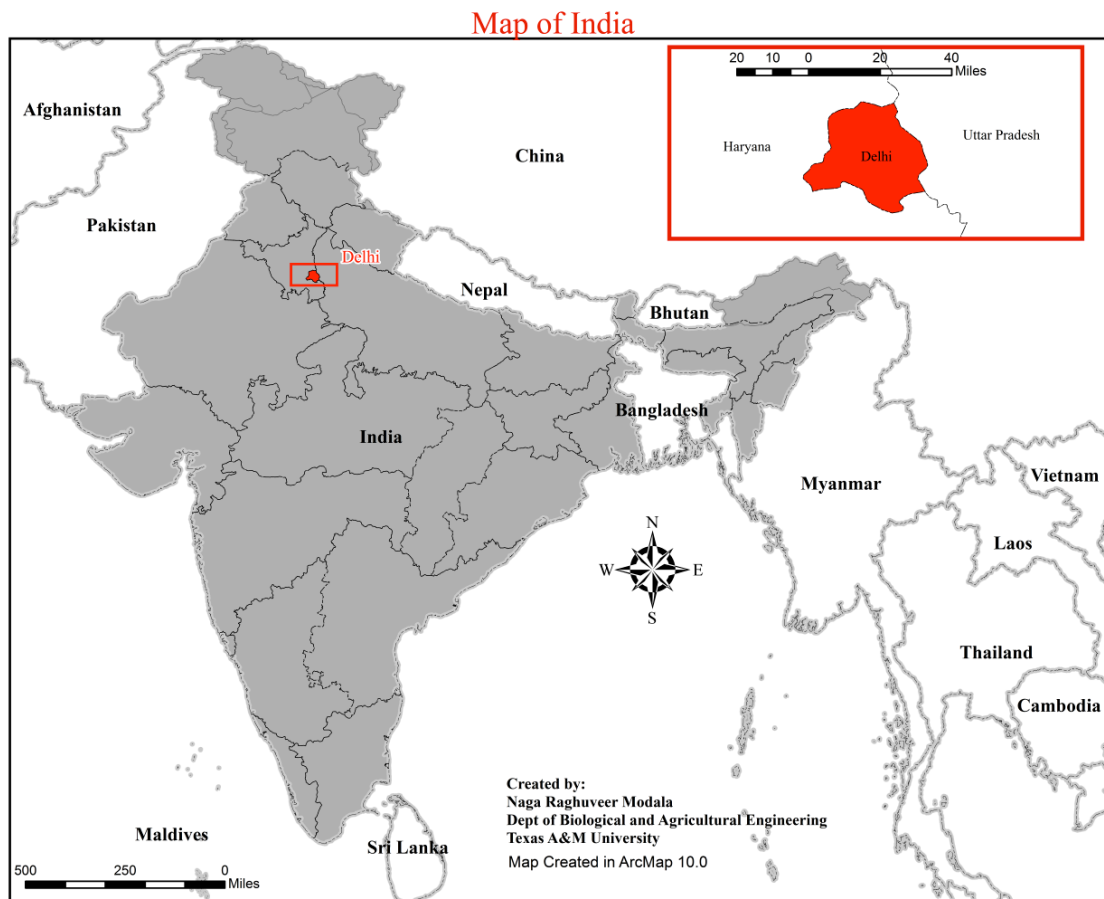 Map of India
20 10 0 20 40
Miles
Haryana
Delhi
Uttar Pradesh
Afghanistan
China
Pakistan
Delhi
Nepal
Bhutan
Bangladesh
India
Myanmar
Vietnam
Laos
N
W E
S
Thailand
Cambodia
Created by:
Naga Raghuveer Modala
Dept of Biological and Agricultural Engineering
Texas A&M University
Map Created in ArcMap 10.0
Maldives
Sri Lanka
500 250 0
Miles